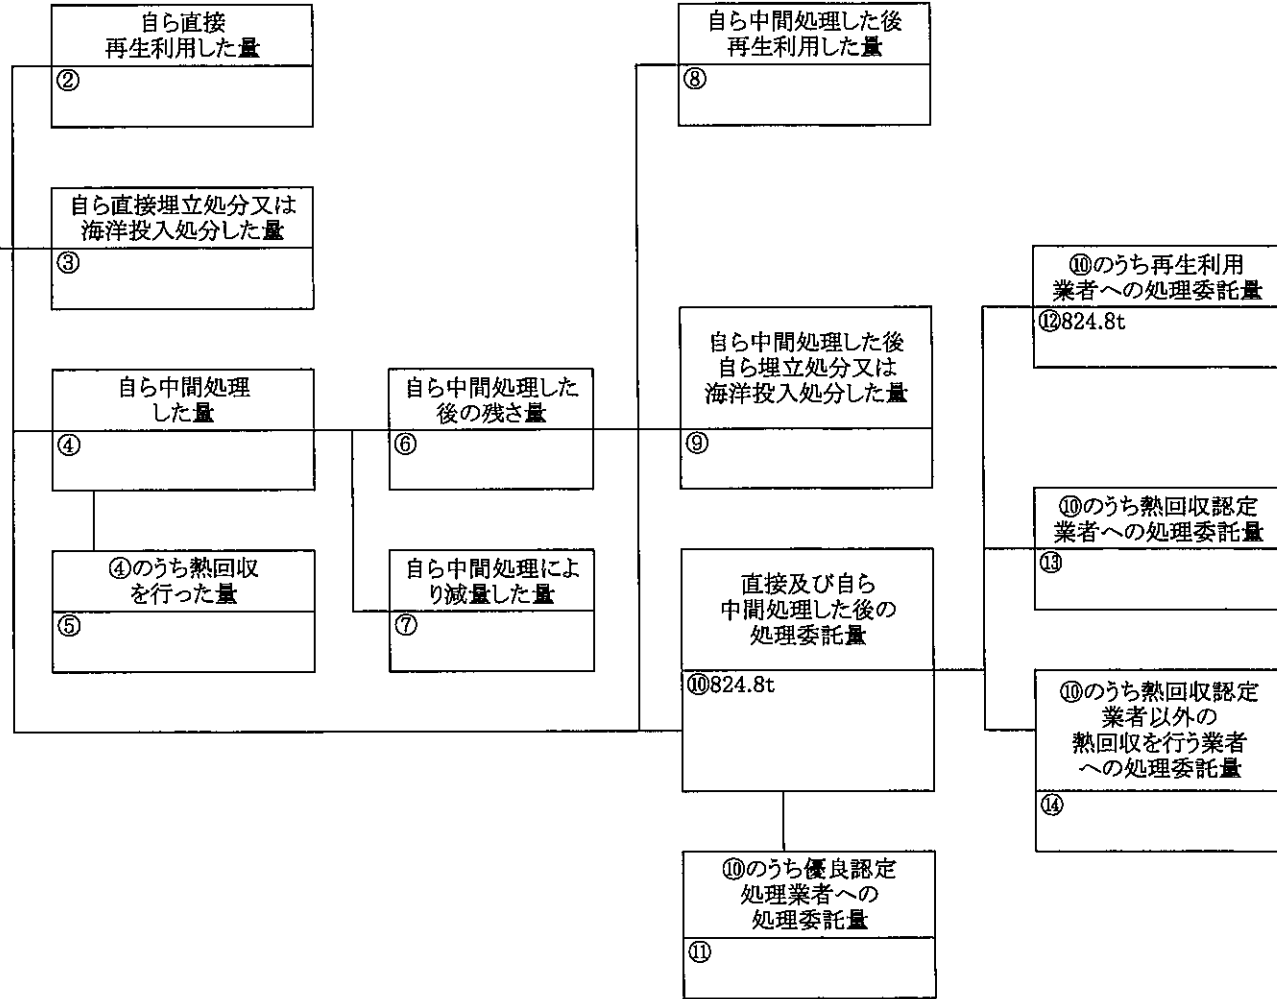 自ら直接
再生利用した量
②
自ら直接埋立処分又は
海洋投入処分した量
③
自ら中間処理
した量
④
④のうち熱回収
を行った量
⑤
自ら中間処理した
後の残さ量
⑥
自ら中間処理によ
り減量した量
⑦
自ら中間処理した後
再生利用した量
⑧
自ら中間処理した後
自ら埋立処分又は
海洋投入処分した量
⑨
直接及び自ら
中間処理した後の
処理委託量
⑩824.8t
⑩のうち優良認定
処理業者への
処理委託量
⑪
⑩のうち再生利用
業者への処理委託量
⑫824.8t
⑩のうち熱回収認定
業者への処理委託量
⑬
⑩のうち熱回収認定
業者以外の
熱回収を行う業者
への処理委託量
⑭